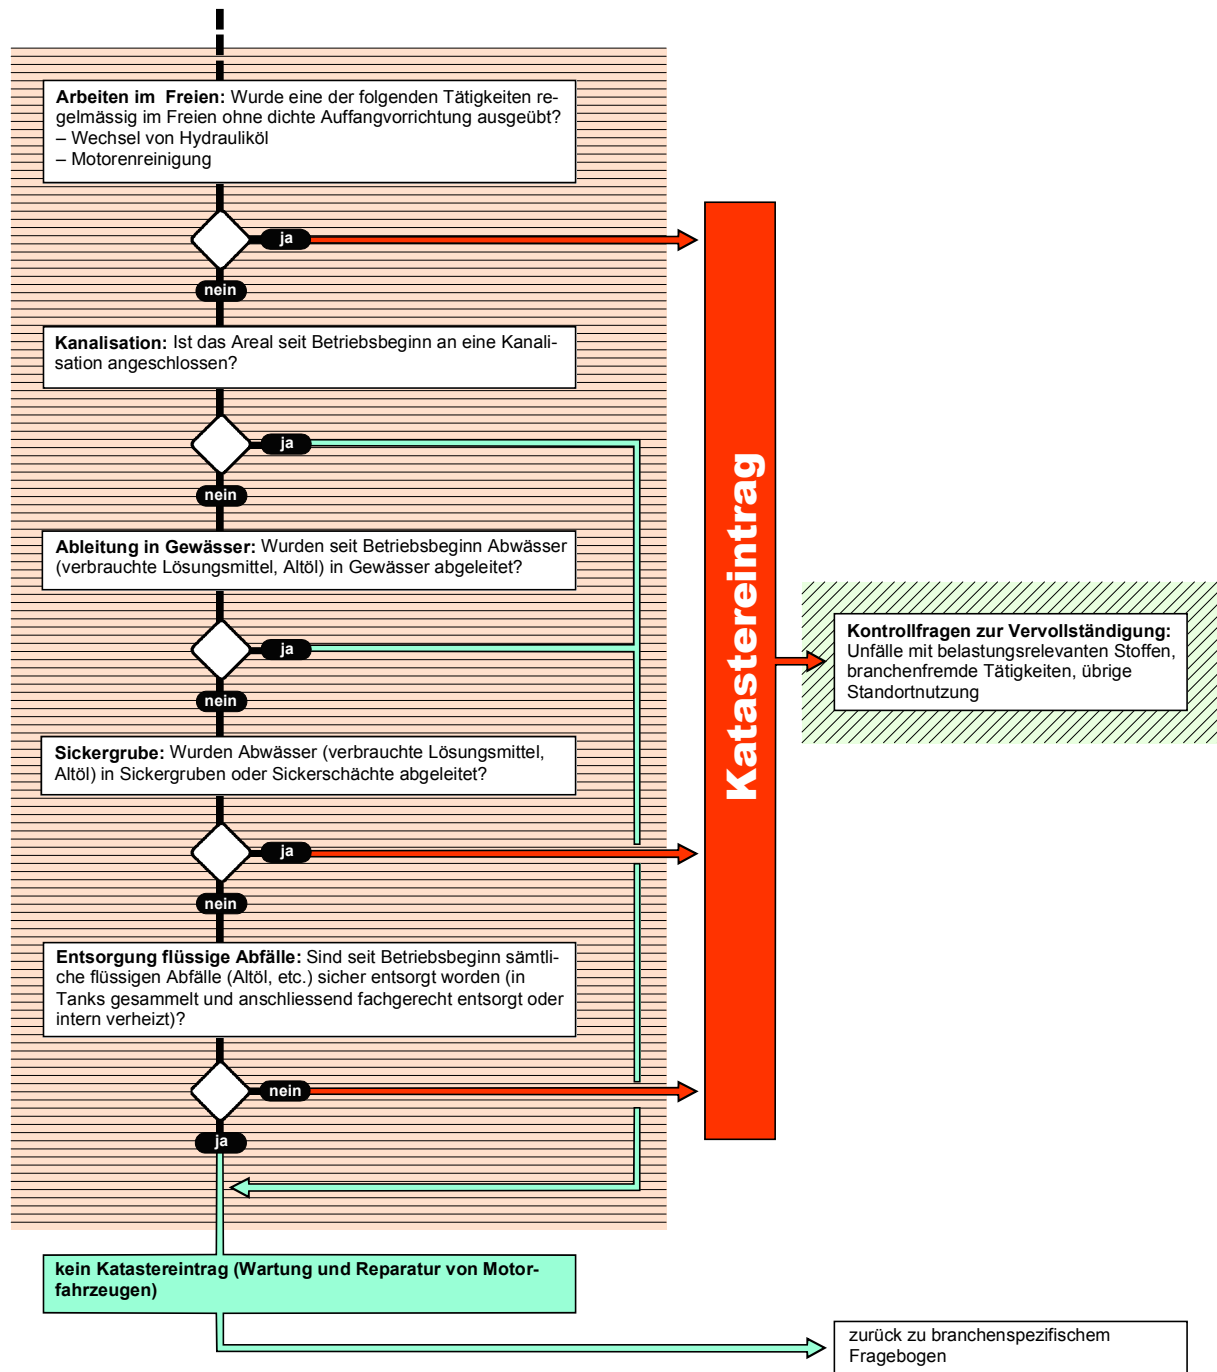 Arbeiten im Freien: Wurde eine der folgenden Tätigkeiten re-
gelmässig im Freien ohne dichte Auffangvorrichtung ausgeübt?
– Wechsel von Hydrauliköl
– Motorenreinigung
ja
nein
Kanalisation: Ist das Areal seit Betriebsbeginn an eine Kanali-
sation angeschlossen?
ja
nein
Ableitung in Gewässer: Wurden seit Betriebsbeginn Abwässer
(verbrauchte Lösungsmittel, Altöl) in Gewässer abgeleitet?
ja
nein
Sickergrube: Wurden Abwässer (verbrauchte Lösungsmittel,
Altöl) in Sickergruben oder Sickerschächte abgeleitet?
ja
nein
Entsorgung flüssige Abfälle: Sind seit Betriebsbeginn sämtli-
che flüssigen Abfälle (Altöl, etc.) sicher entsorgt worden (in
Tanks gesammelt und anschliessend fachgerecht entsorgt oder
intern verheizt)?
nein
ja
Katastereintrag
Kontrollfragen zur Vervollständigung:
Unfälle mit belastungsrelevanten Stoffen,
branchenfremde Tätigkeiten, übrige
Standortnutzung
kein Katastereintrag (Wartung und Reparatur von Motor-
fahrzeugen)
zurück zu branchenspezifischem
Fragebogen